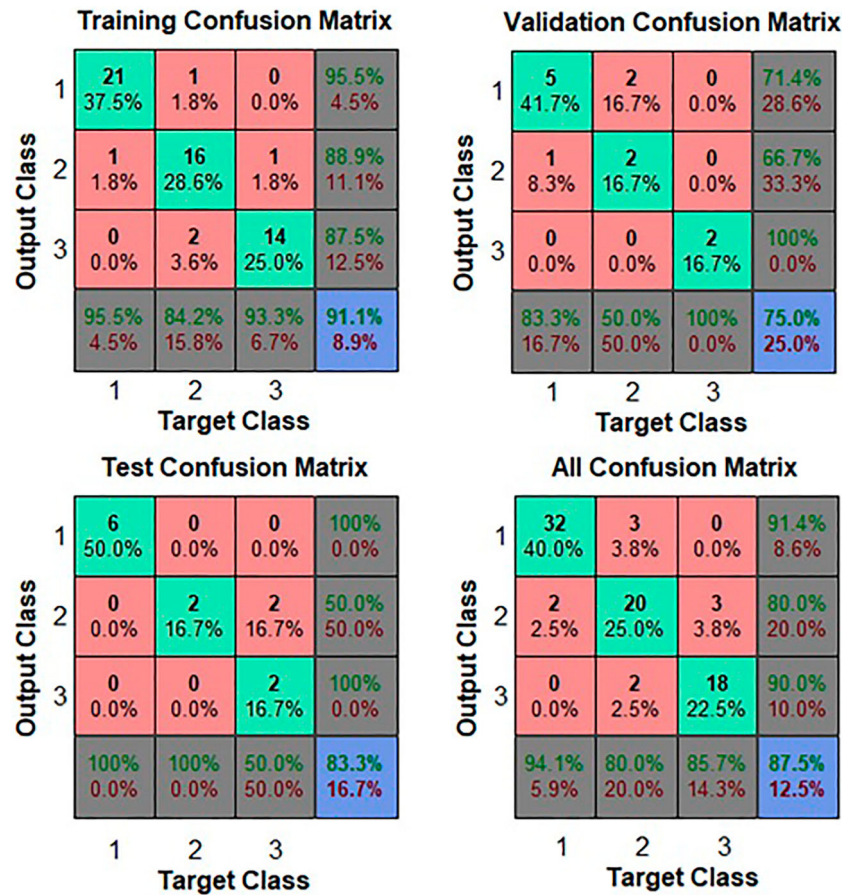 Training Confusion Matrix
Output Class
1
21 1 0 95.5%
37.5% 1.8% 0.0% 4.5%
2
1 16 1 88.9%
1.8% 28.6% 1.8% 11.1%
3
0 2 14 87.5%
0.0% 3.6% 25.0% 12.5%
95.5% 84.2% 93.3% 91.1%
4.5% 15.8% 6.7% 8.9%
1 2 3
Target Class
Validation Confusion Matrix
Output Class
1
5 2 0 71.4%
41.7% 16.7% 0.0% 28.6%
2
1 2 0 66.7%
8.3% 16.7% 0.0% 33.3%
3
0 0 2 100%
0.0% 0.0% 16.7% 0.0%
83.3% 50.0% 100% 75.0%
16.7% 50.0% 0.0% 25.0%
1 2 3
Target Class
Test Confusion Matrix
Output Class
1
6 0 0 100%
50.0% 0.0% 0.0% 0.0%
2
0 2 2 50.0%
0.0% 16.7% 16.7% 50.0%
3
0 0 2 100%
0.0% 0.0% 16.7% 0.0%
100% 100% 50.0% 83.3%
0.0% 0.0% 50.0% 16.7%
1 2 3
Target Class
All Confusion Matrix
Output Class
1
32 3 0 91.4%
40.0% 3.8% 0.0% 8.6%
2
2 20 3 80.0%
2.5% 25.0% 3.8% 20.0%
3
0 2 18 90.0%
0.0% 2.5% 22.5% 10.0%
94.1% 80.0% 85.7% 87.5%
5.9% 20.0% 14.3% 12.5%
1 2 3
Target Class